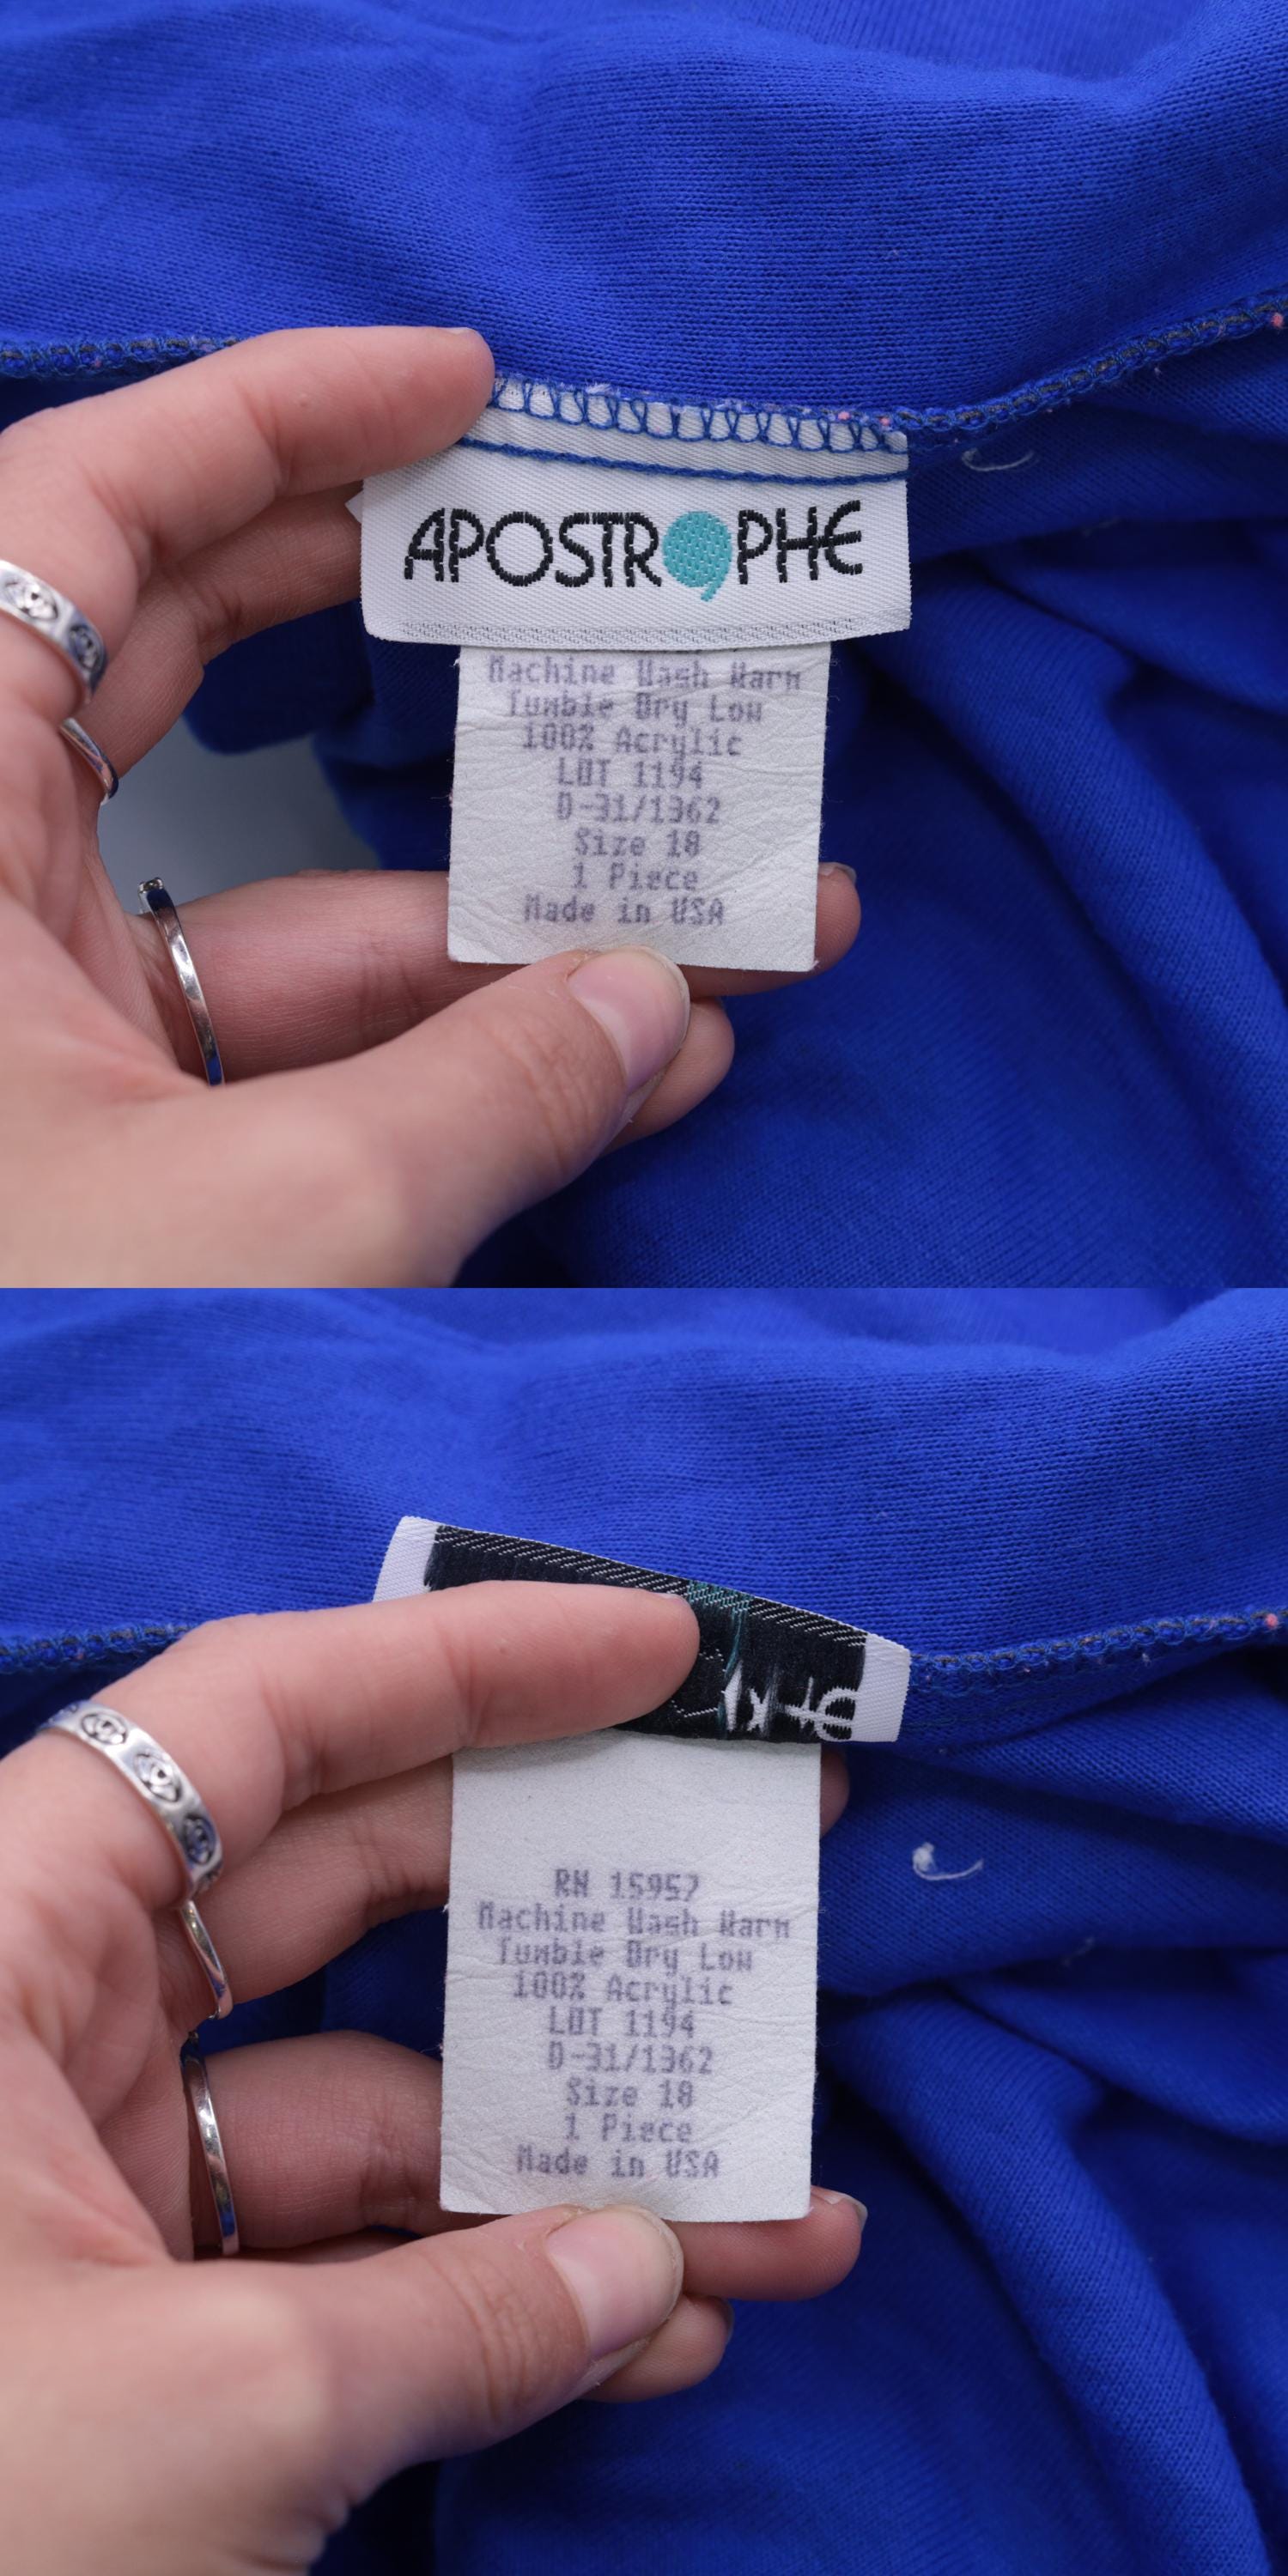 APOSTROPHE
Machine Wash Warm
Tumble Dry Low
100% Acrylic
LOT 1194
D-31/1362
Size 18
1 Piece
Made in USA
RN 15957
Machine Wash Warm
Tumble Dry Low
100% Acrylic
LOT 1194
D-31/1362
Size 18
1 Piece
Made in USA